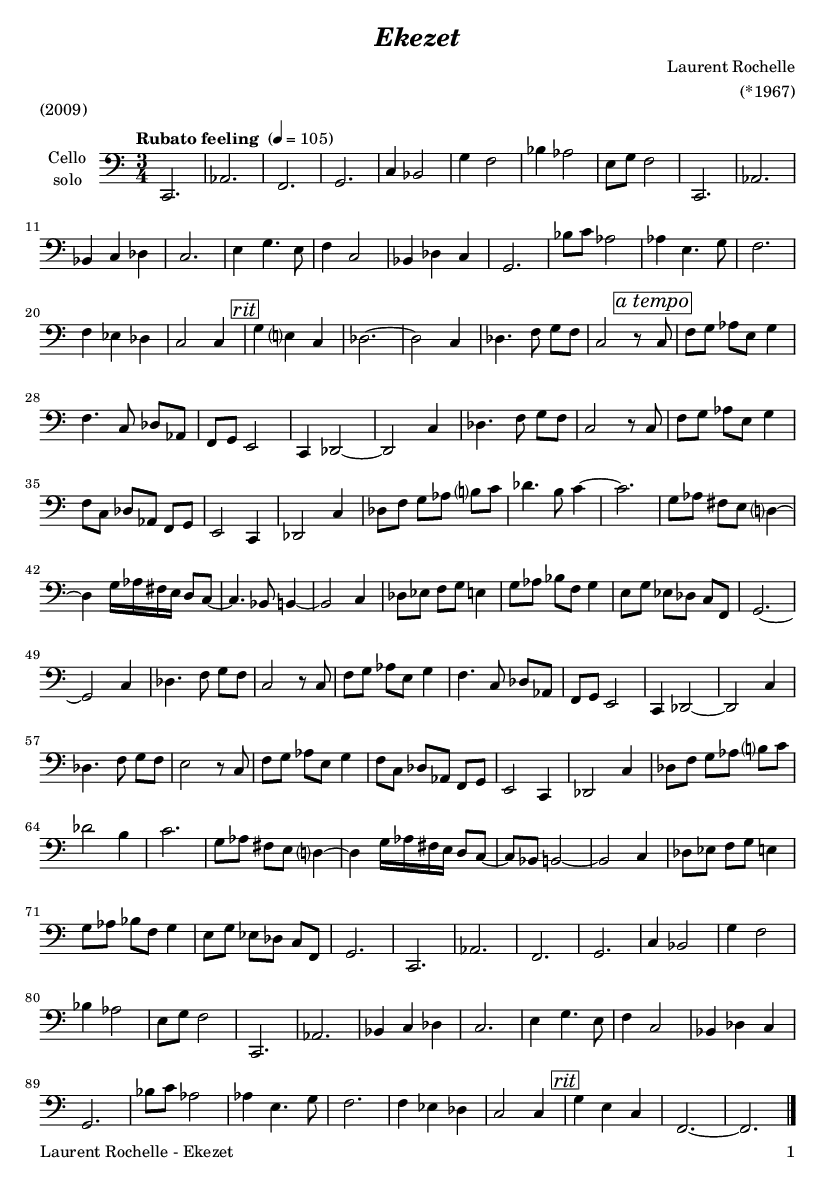 Ekezet
Laurent Rochelle
(*1967)
(2009)
Rubato feeling (♩ = 105)
Cello
solo
3
4
11
20
rit
a tempo
28
35
42
49
57
64
71
80
89
rit
Laurent Rochelle - Ekezet 1